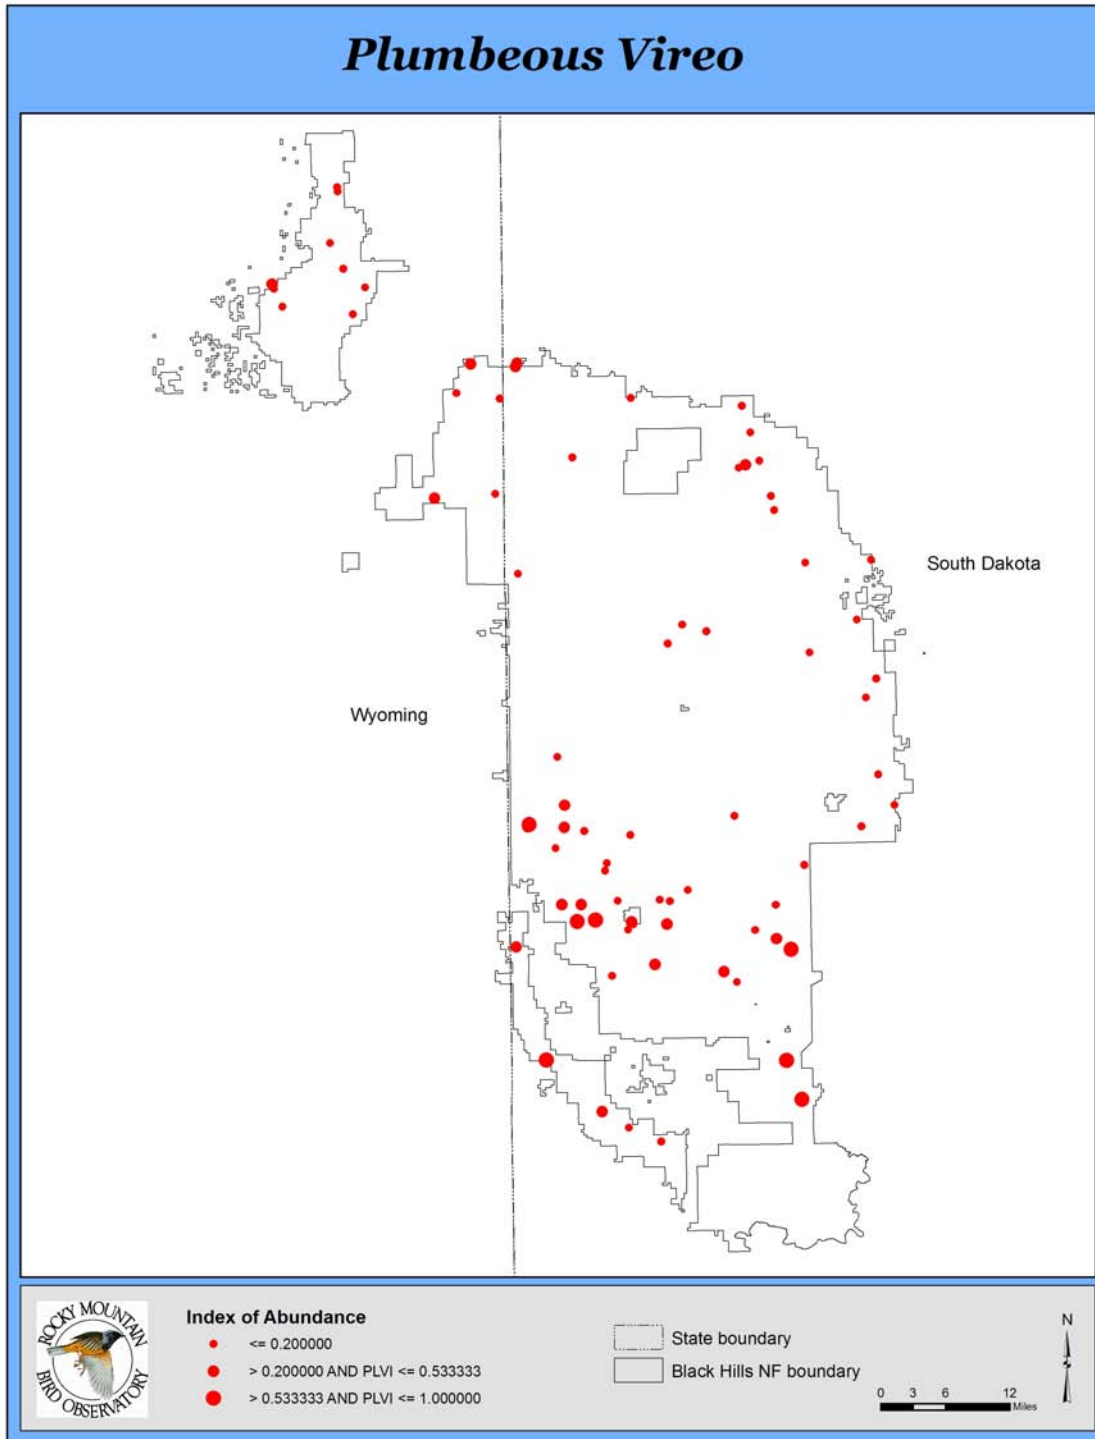 Plumbeous Vireo
South Dakota
Wyoming
ROCKY MOUNTAIN
BIRD OBSERVATORY
Index of Abundance
<= 0.200000
> 0.200000 AND PLVI <= 0.533333
> 0.533333 AND PLVI <= 1.000000
State boundary
Black Hills NF boundary
N
0 3 6 12
Miles